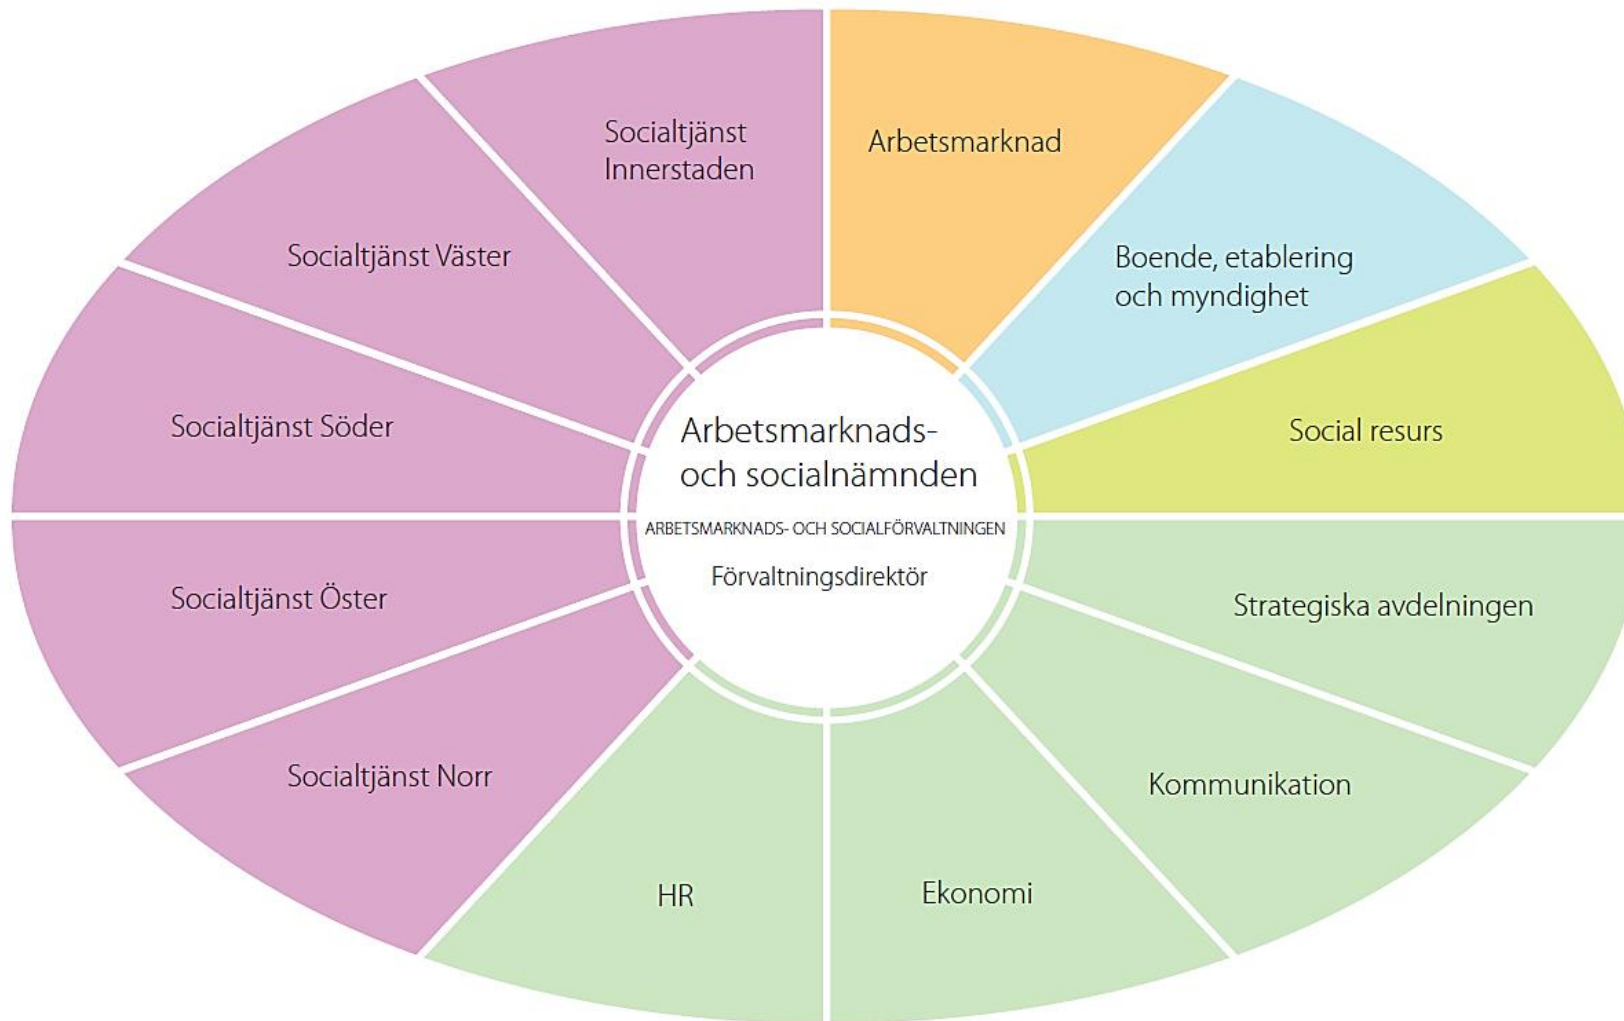 Socialtjänst
Innerstaden
Arbetsmarknad
Boende, etablering
och myndighet
Social resurs
Strategiska avdelningen
Kommunikation
Ekonomi
HR
Socialtjänst Norr
Socialtjänst Öster
Socialtjänst Söder
Socialtjänst Väster
Arbetsmarknads-
och socialnämnden
ARBETSMARKNADS- OCH SOCIALFÖRVALTNINGEN
Förvaltningsdirektör